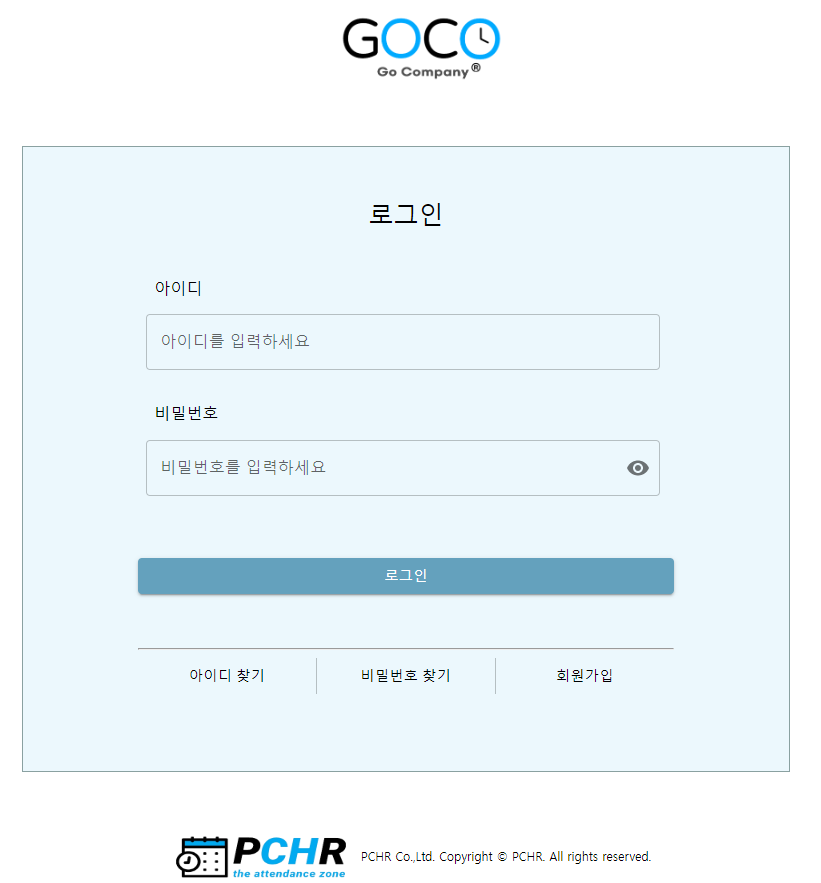 GOCO
Go Company®
로그인
아이디
아이디를 입력하세요
비밀번호
비밀번호를 입력하세요
로그인
아이디 찾기
비밀번호 찾기
회원가입
PCHR
the attendance zone
PCHR Co.,Ltd. Copyright © PCHR. All rights reserved.